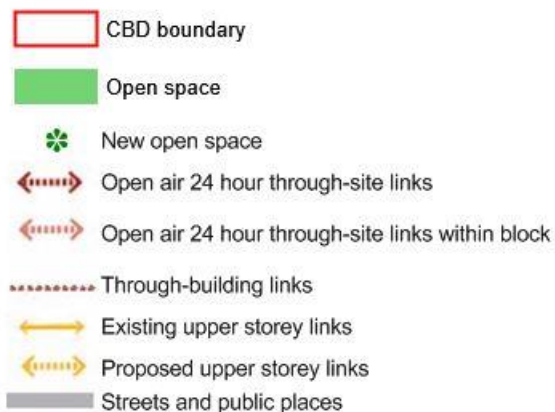 CBD boundary
Open space
New open space
Open air 24 hour through-site links
Open air 24 hour through-site links within block
Through-building links
Existing upper storey links
Proposed upper storey links
Streets and public places